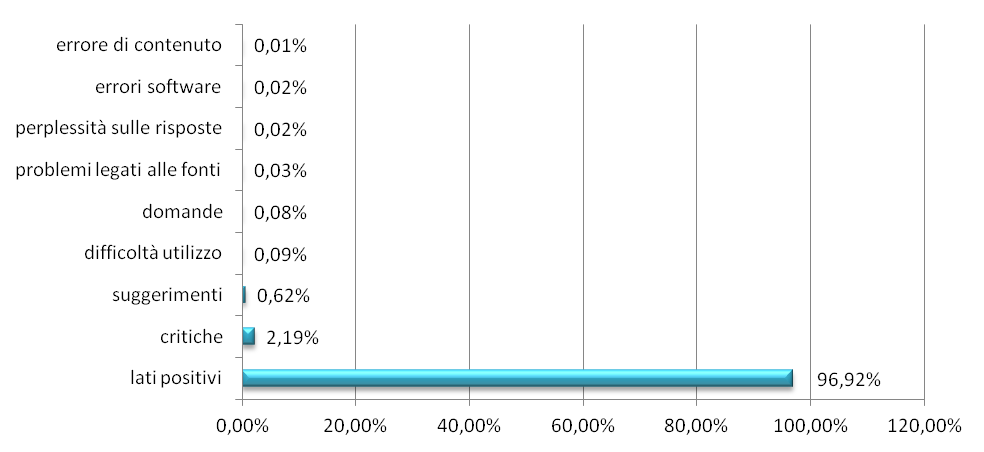 errore di contenuto 0,01%
errori software 0,02%
perplessità sulle risposte 0,02%
problemi legati alle fonti 0,03%
domande 0,08%
difficoltà utilizzo 0,09%
suggerimenti 0,62%
critiche 2,19%
lati positivi 96,92%
0,00% 20,00% 40,00% 60,00% 80,00% 100,00% 120,00%